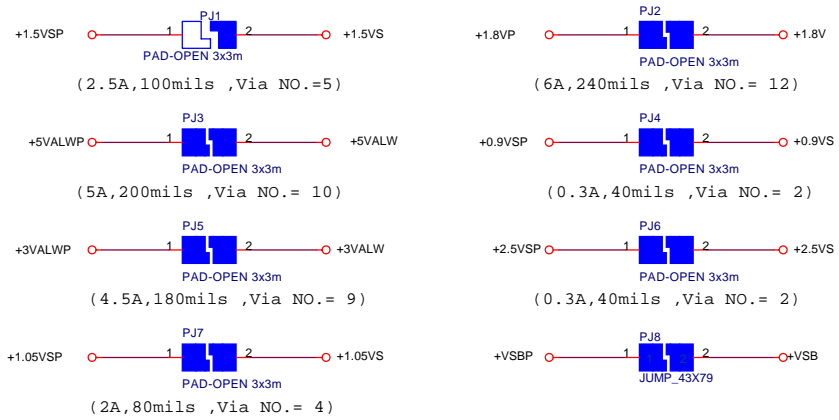 PJ1
+1.5VSP 1 2 +1.5VS
PAD-OPEN 3x3m
(2.5A,100mils ,Via NO.=5)
PJ2
+1.8VP 1 2 +1.8V
PAD-OPEN 3x3m
(6A,240mils ,Via NO.= 12)
PJ3
+5VALWP 1 2 +5VALW
PAD-OPEN 3x3m
(5A,200mils ,Via NO.= 10)
PJ4
+0.9VSP 1 2 +0.9VS
PAD-OPEN 3x3m
(0.3A,40mils ,Via NO.= 2)
PJ5
+3VALWP 1 2 +3VALW
PAD-OPEN 3x3m
(4.5A,180mils ,Via NO.= 9)
PJ6
+2.5VSP 1 2 +2.5VS
PAD-OPEN 3x3m
(0.3A,40mils ,Via NO.= 2)
PJ7
+1.05VSP 1 2 +1.05VS
PAD-OPEN 3x3m
(2A,80mils ,Via NO.= 4)
PJ8
+VSBP 1 1 2 2 +VSB
JUMP_43X79